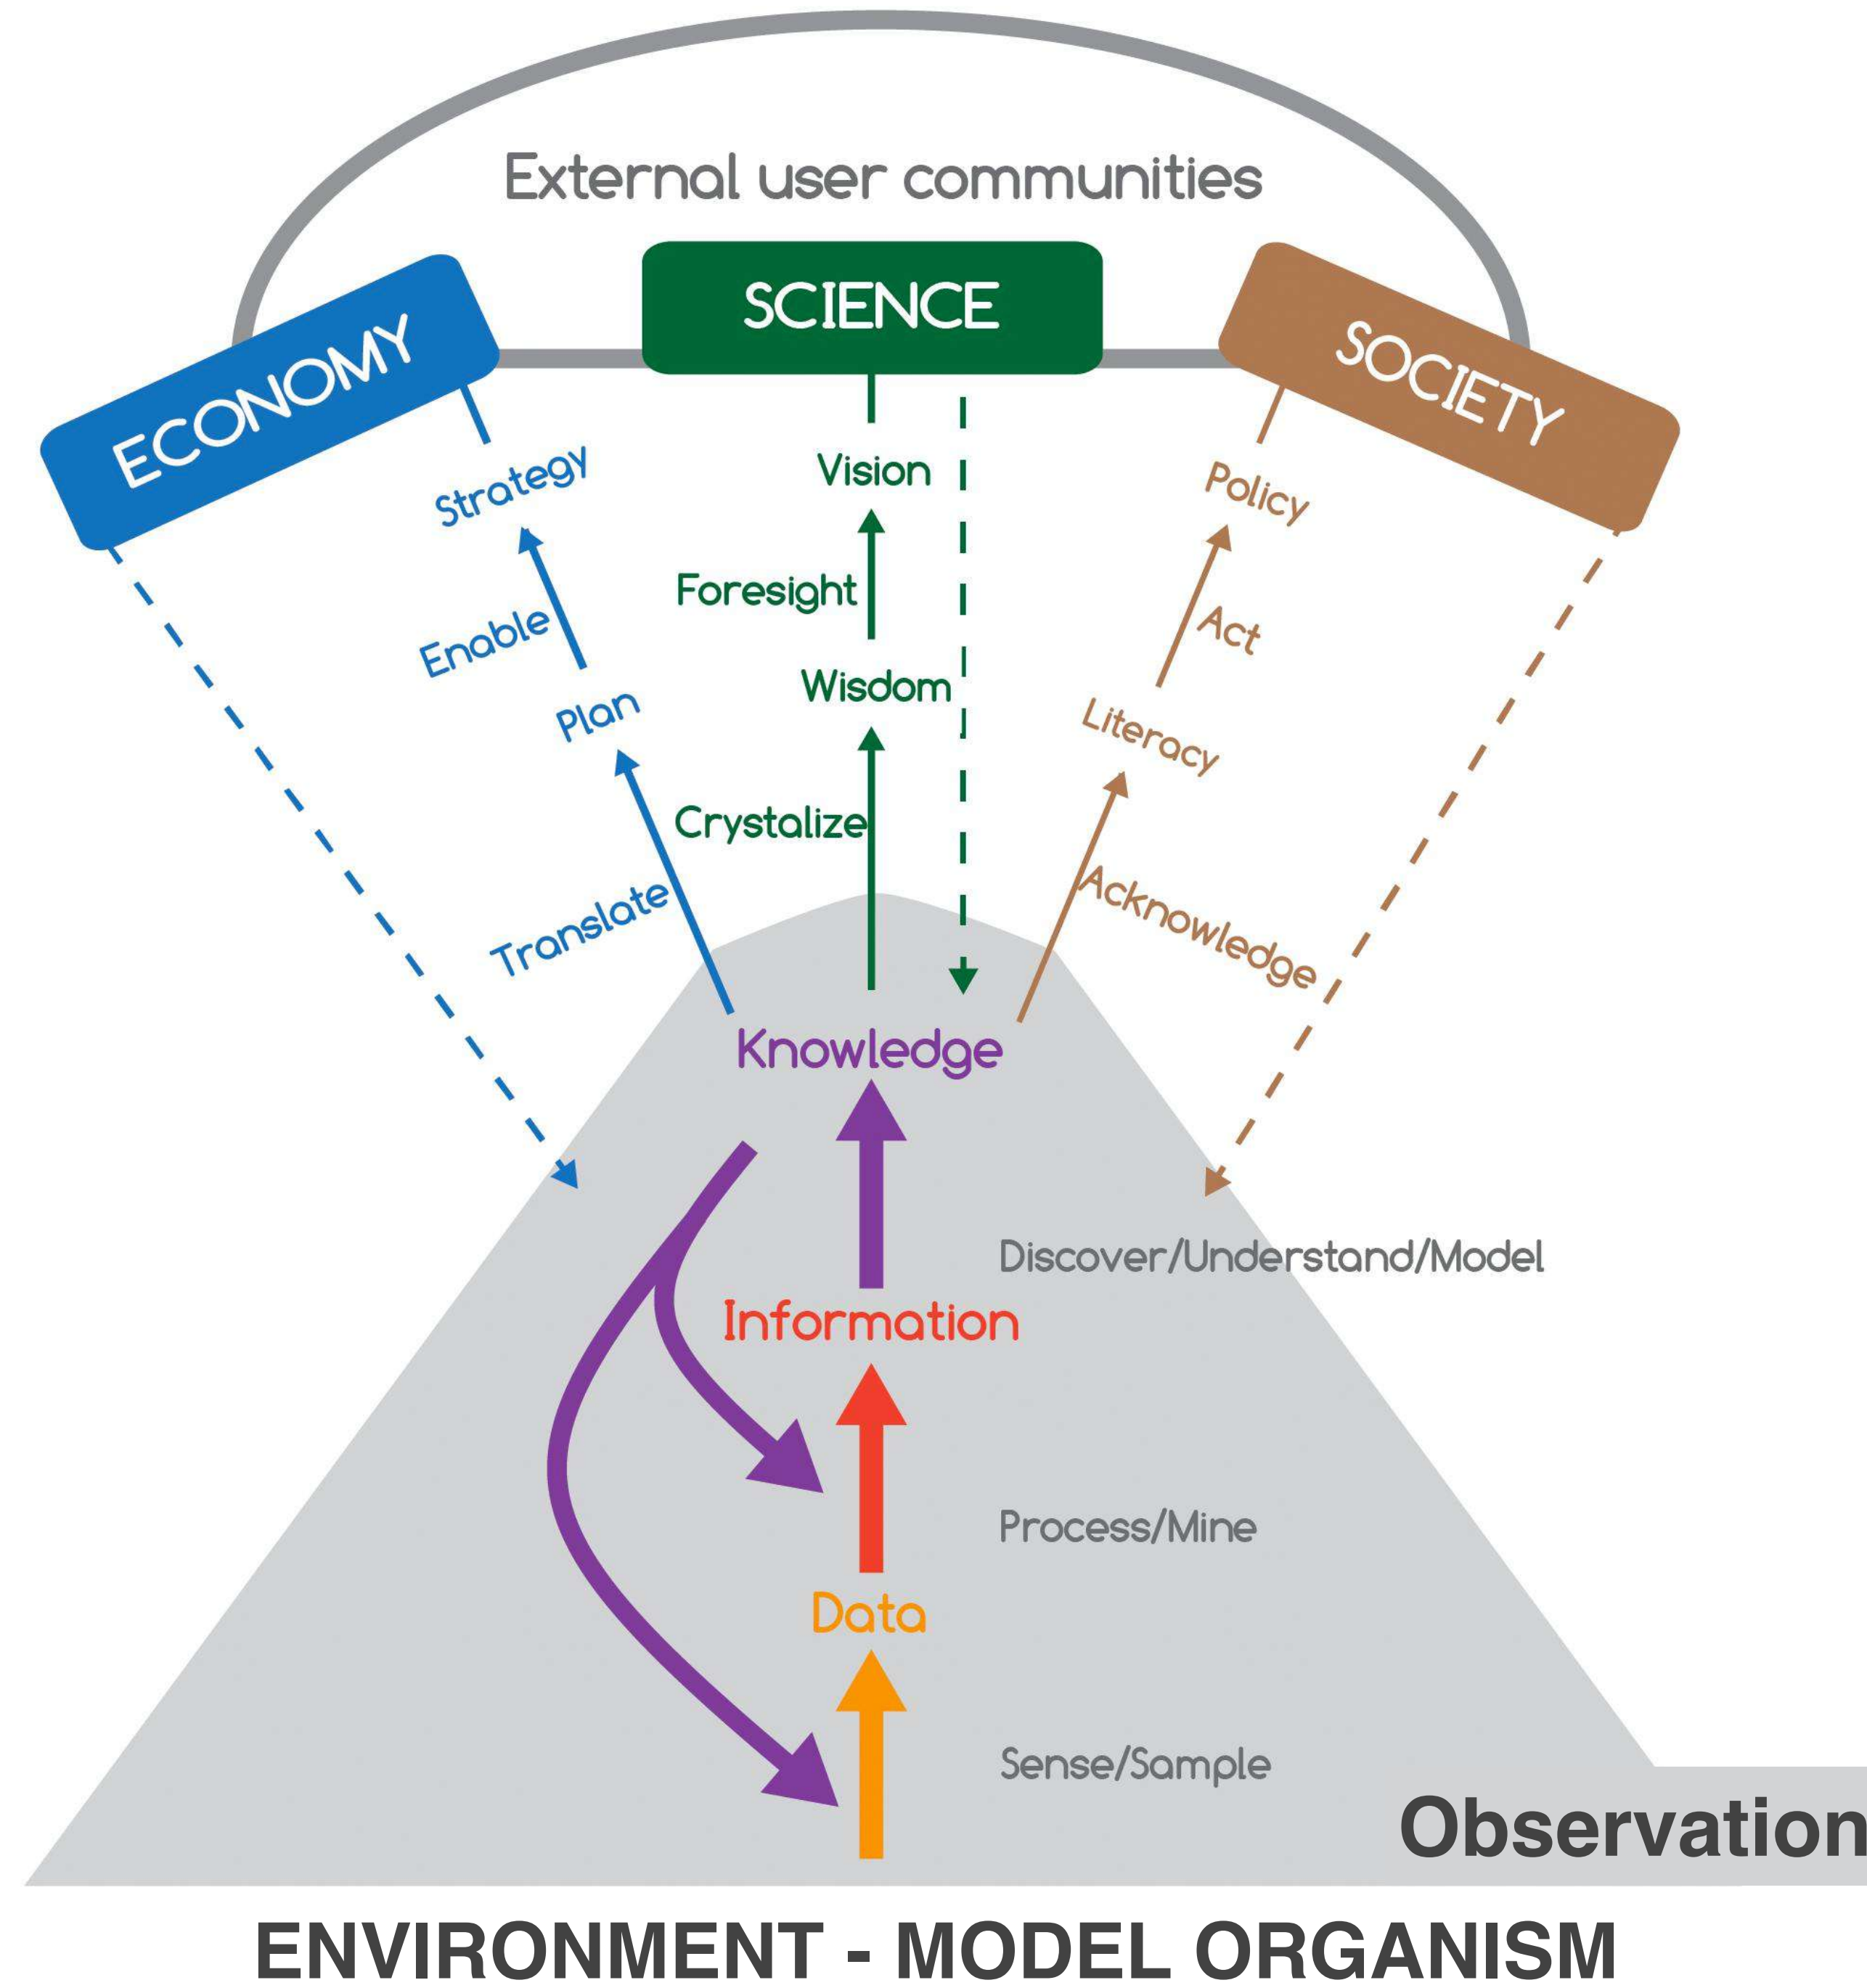 External user communities
ECONOMY
SCIENCE
SOCIETY
Strategy
Vision
Policy
Enable
Foresight
Act
Plan
Wisdom
Literacy
Translate
Crystalize
Acknowledge
Knowledge
Discover/Understand/Model
Information
Process/Mine
Data
Sense/Sample
Observation
ENVIRONMENT - MODEL ORGANISM